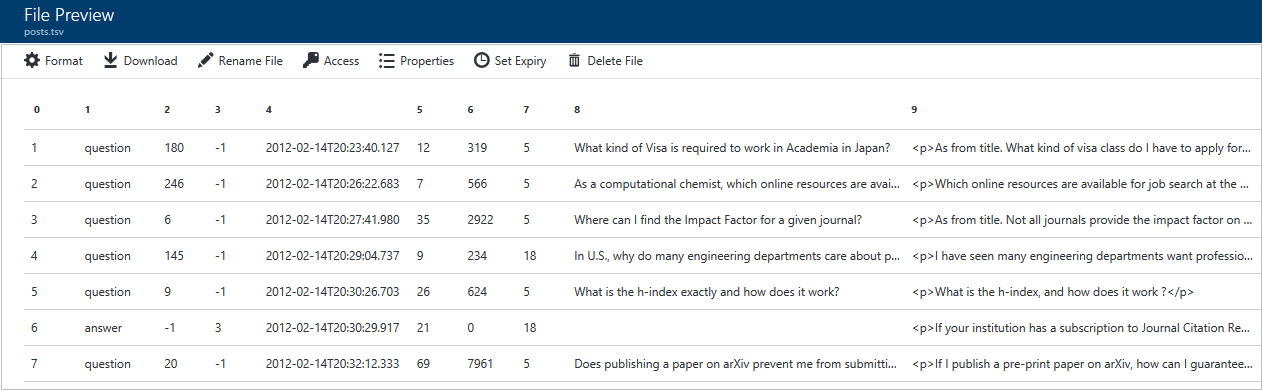 File Preview
posts.tsv
Format Download Rename File Access Properties Set Expiry Delete File
0 1 2 3 4 5 6 7 8 9
1 question 180 -1 2012-02-14T20:23:40.127 12 319 5 What kind of Visa is required to work in Academia in Japan? <p>As from title. What kind of visa class do I have to apply for...
2 question 246 -1 2012-02-14T20:26:22.683 7 566 5 As a computational chemist, which online resources are avai... <p>Which online resources are available for job search at the ...
3 question 6 -1 2012-02-14T20:27:41.980 35 2922 5 Where can I find the Impact Factor for a given journal? <p>As from title. Not all journals provide the impact factor on ...
4 question 145 -1 2012-02-14T20:29:04.737 9 234 18 In U.S., why do many engineering departments care about p... <p>I have seen many engineering departments want professio...
5 question 9 -1 2012-02-14T20:30:26.703 26 624 5 What is the h-index exactly and how does it work? <p>What is the h-index, and how does it work ?</p>
6 answer -1 3 2012-02-14T20:30:29.917 21 0 18 <p>If your institution has a subscription to Journal Citation Re...
7 question 20 -1 2012-02-14T20:32:12.333 69 7961 5 Does publishing a paper on arXiv prevent me from submitti... <p>If I publish a pre-print paper on arXiv, how can I guarantee...